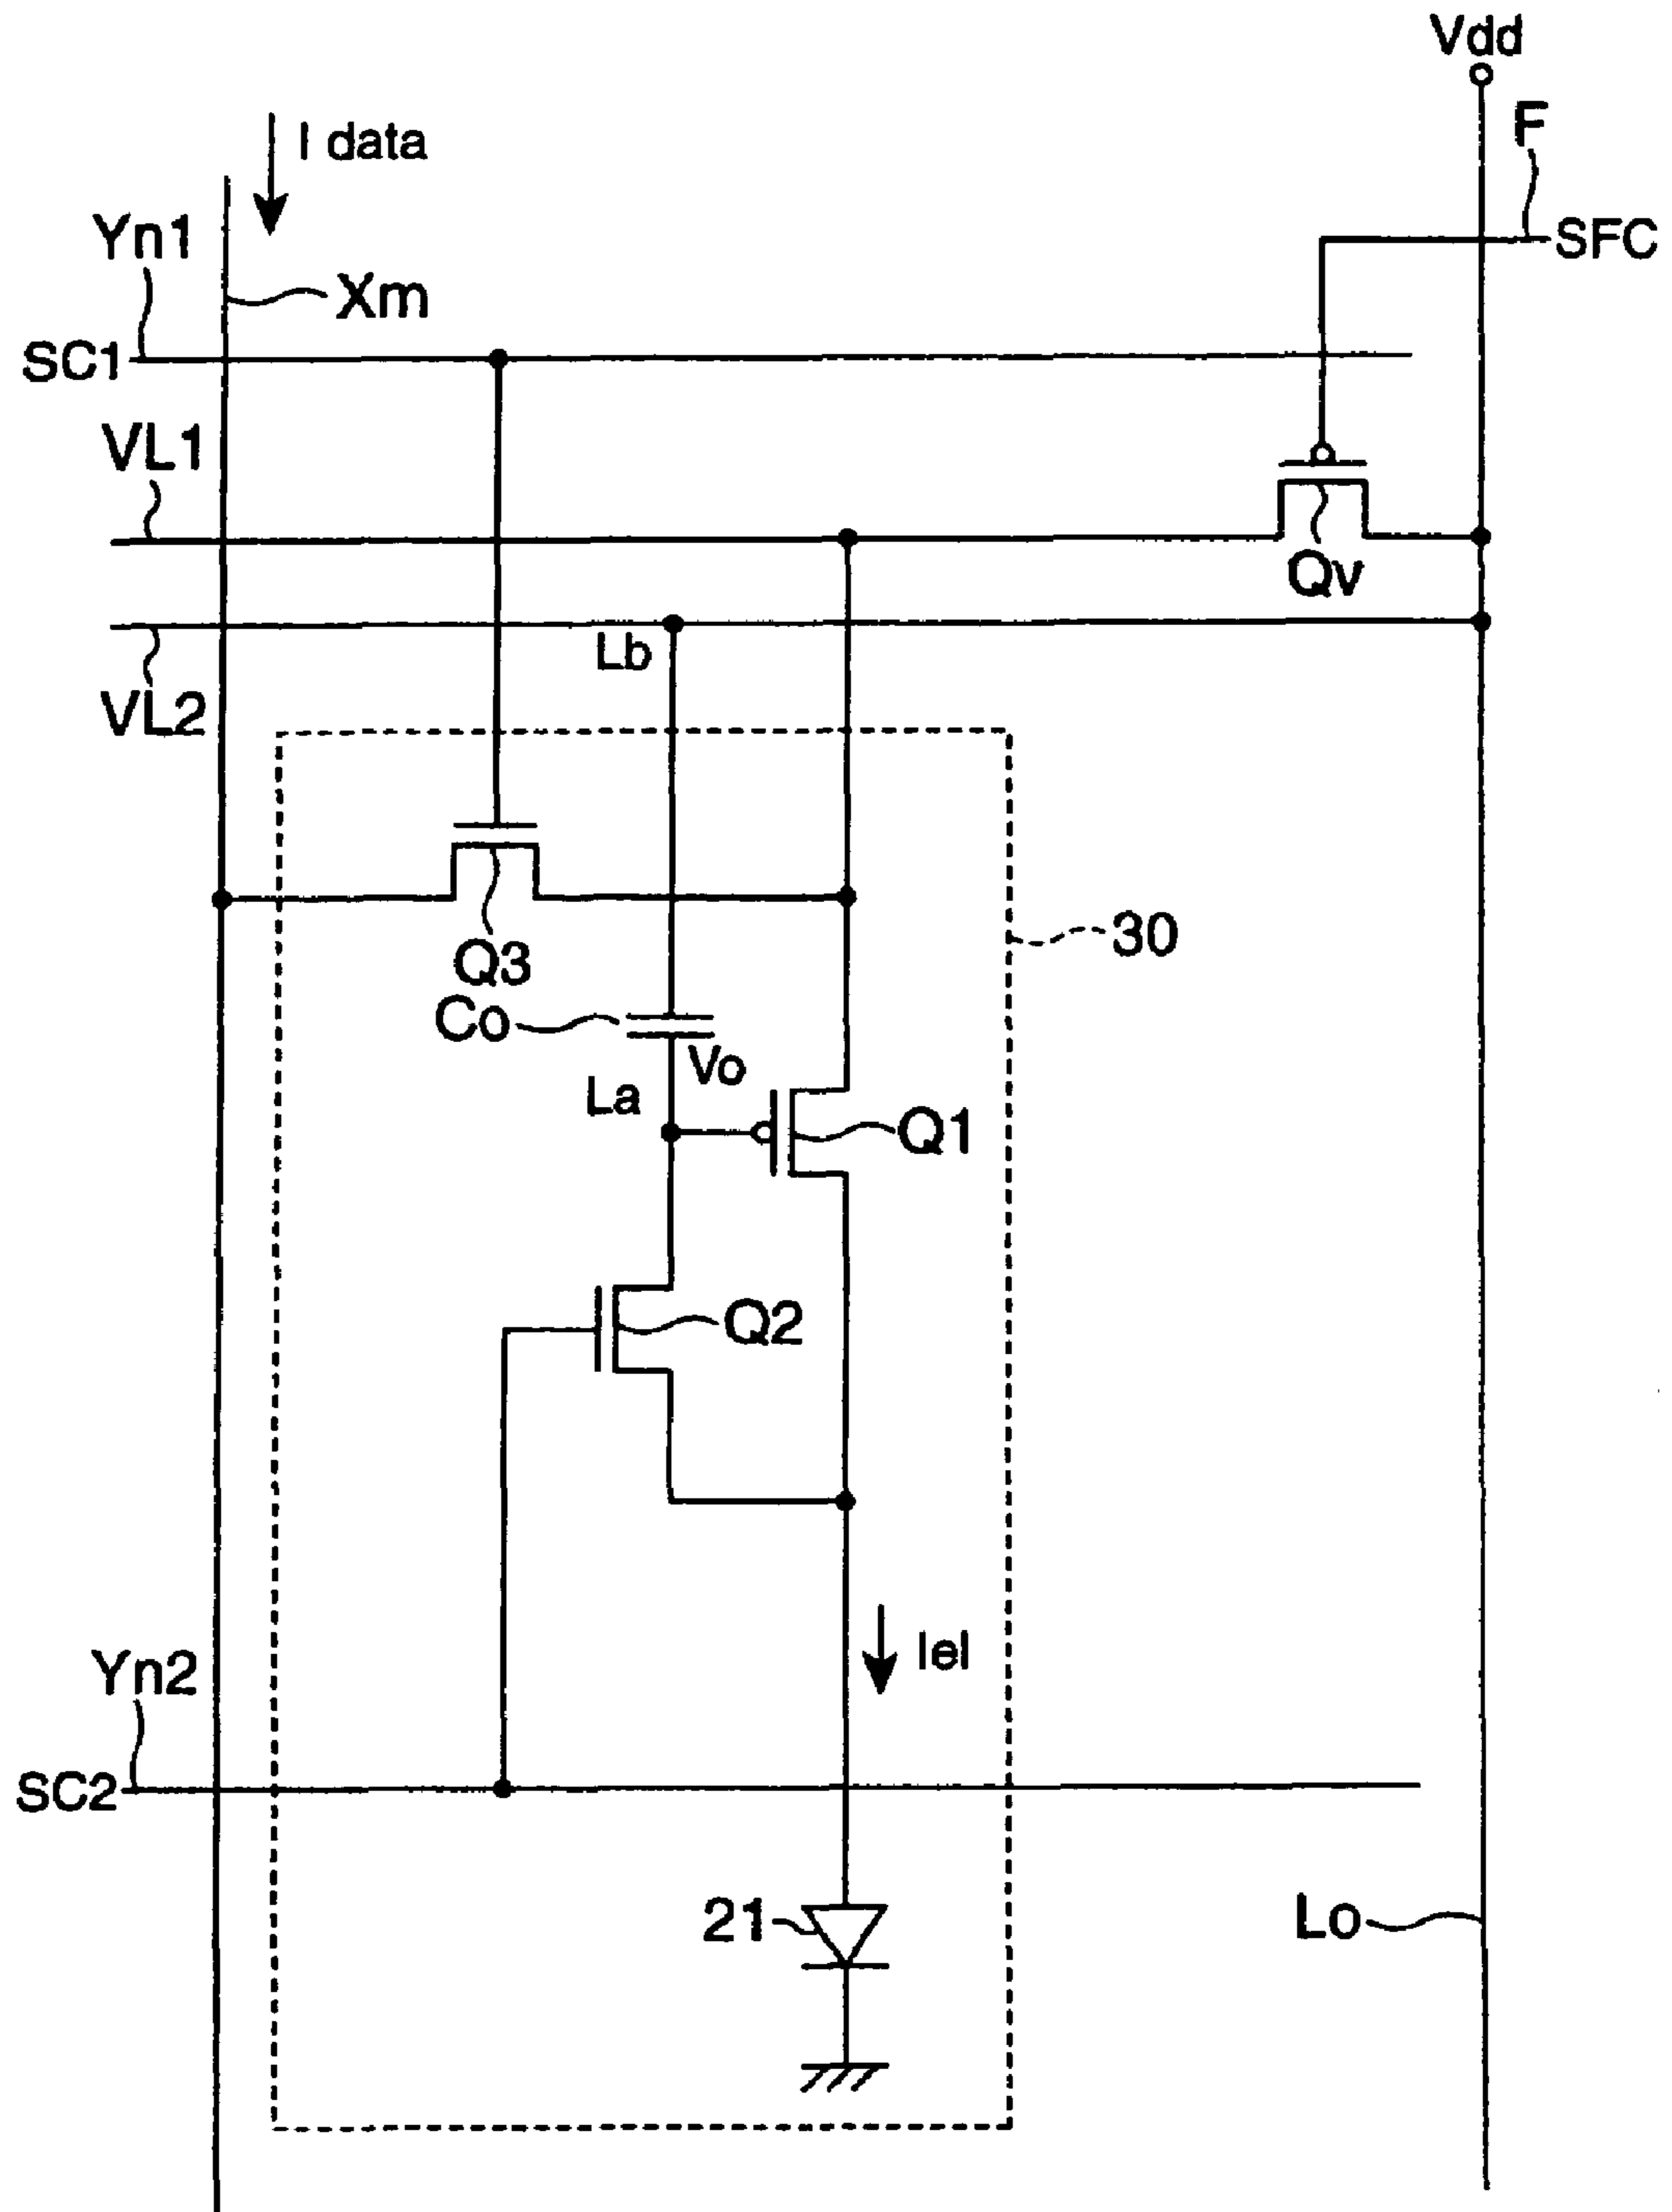 Vdd
F
I data
SFC
Yn1
Xm
SC1
VL1
Qv
Lb
VL2
30
Q3
Co
Vo
La
Q1
Q2
Iel
Yn2
SC2
21
Lo